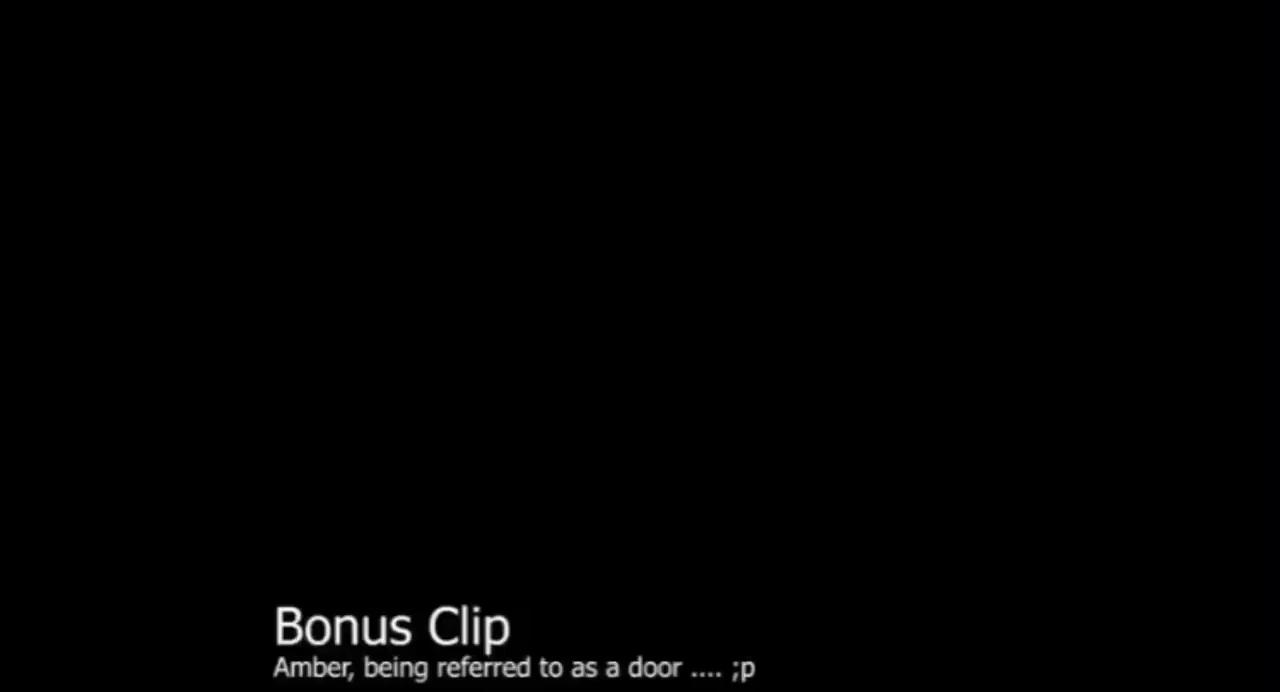 Bonus Clip
Amber, being referred to as a door .... ;p